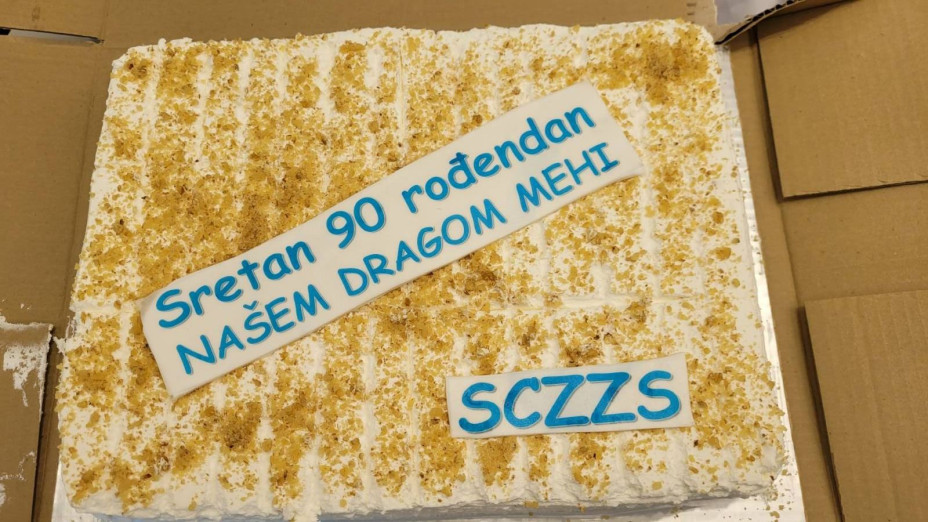 Sretan 90 rođendan
NAŠEM DRAGOM MEHI
SCZZS